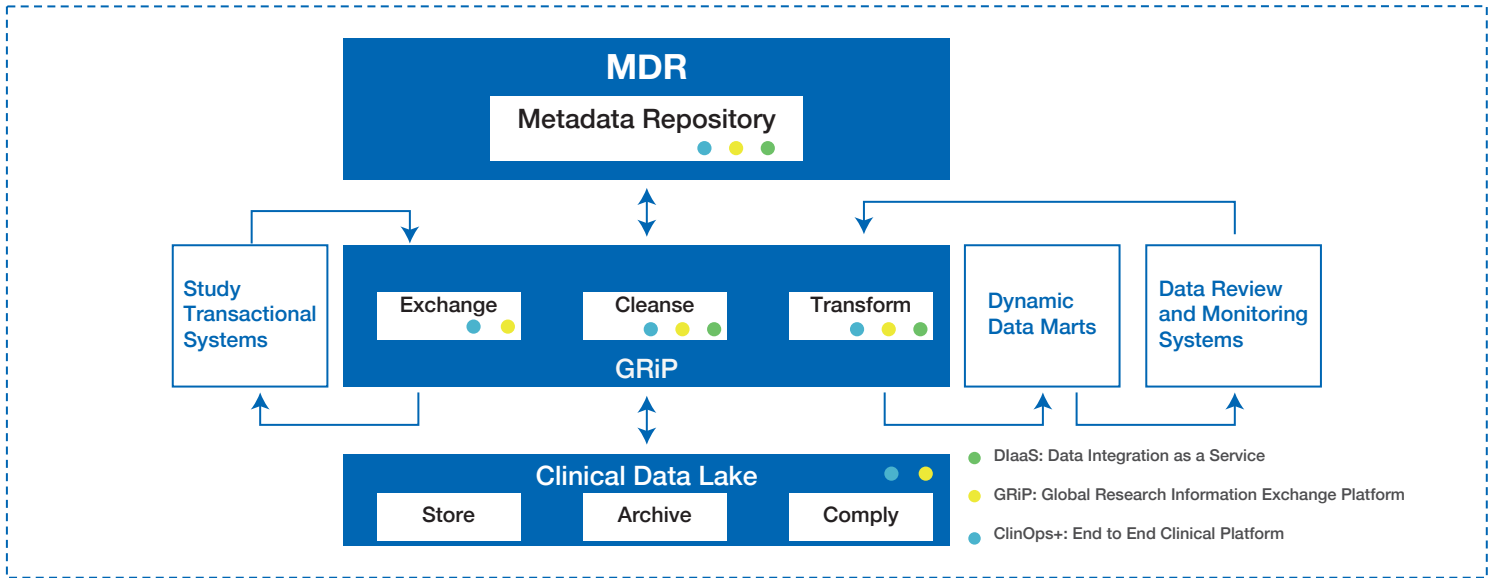 MDR
Metadata Repository
Study
Transactional
Systems
Exchange
Cleanse
Transform
GRiP
Dynamic
Data Marts
Data Review
and Monitoring
Systems
Clinical Data Lake
Store
Archive
Comply
DIaaS: Data Integration as a Service
GRiP: Global Research Information Exchange Platform
ClinOps+: End to End Clinical Platform